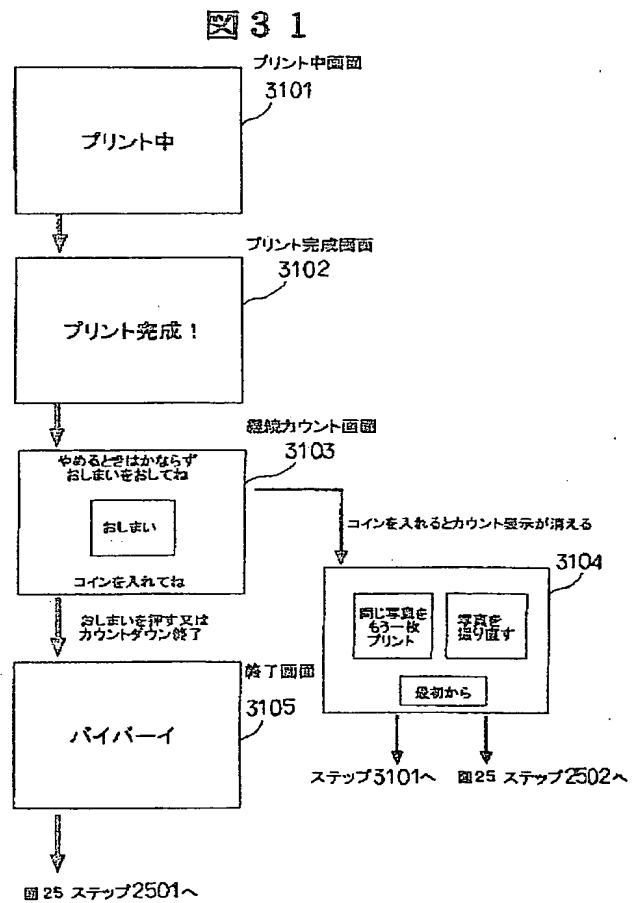 図31
プリント中画面
3101
プリント中
プリント完成画面
3102
プリント完成！
継続カウント画面
3103
やめるときはかならず
おしまいをおしてね
おしまい
コインを入れてね
コインを入れるとカウント表示が消える
3104
同じ写真を
もう一枚
プリント
写真を
撮り直す
最初から
おしまいを押す又は
カウントダウン終了
終了画面
3105
バイバーイ
ステップ3101へ
図25 ステップ2502へ
図25 ステップ2501へ